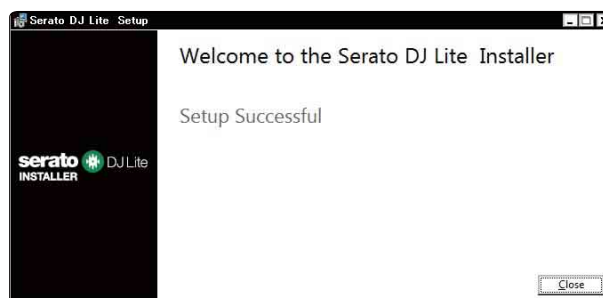 Serato DJ Lite Setup
Welcome to the Serato DJ Lite Installer
Setup Successful
serato DJ Lite
INSTALLER
Close